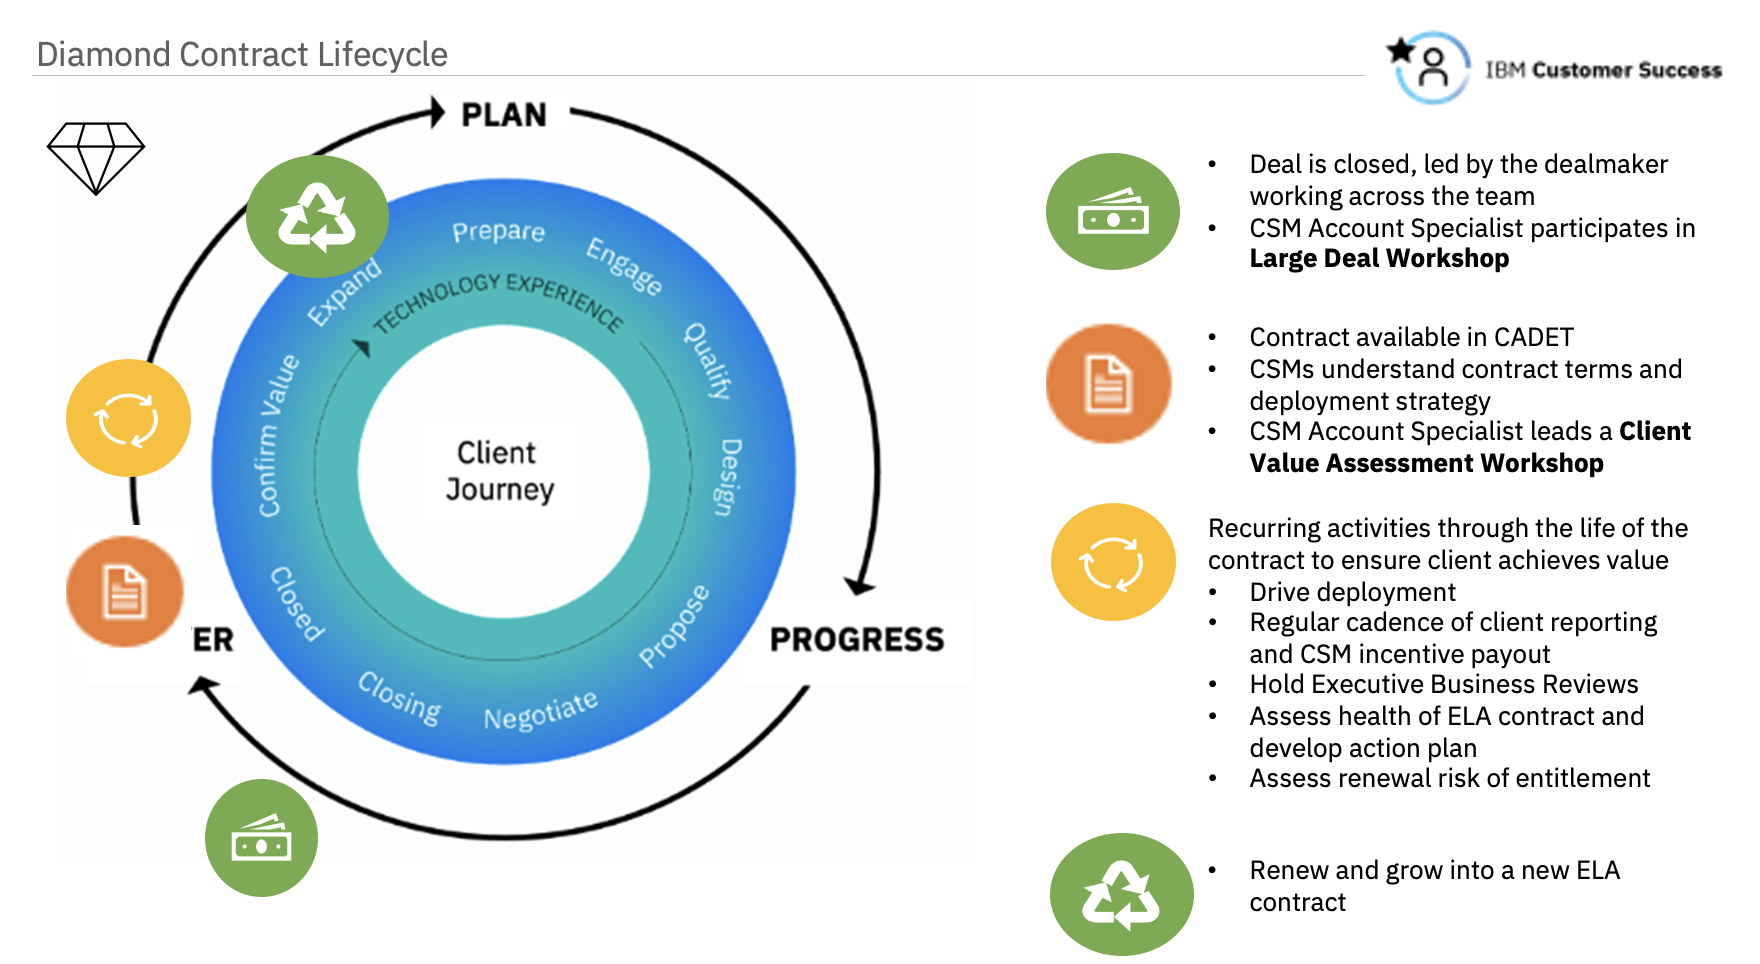 Diamond Contract Lifecycle
IBM Customer Success
PLAN
PROGRESS
ER
Prepare
Engage
Qualify
Design
Propose
Negotiate
Closing
Closed
Confirm Value
Expand
TECHNOLOGY EXPERIENCE
Client
Journey
• Deal is closed, led by the dealmaker
working across the team
• CSM Account Specialist participates in
Large Deal Workshop
• Contract available in CADET
• CSMs understand contract terms and
deployment strategy
• CSM Account Specialist leads a Client
Value Assessment Workshop
Recurring activities through the life of the
contract to ensure client achieves value
• Drive deployment
• Regular cadence of client reporting
and CSM incentive payout
• Hold Executive Business Reviews
• Assess health of ELA contract and
develop action plan
• Assess renewal risk of entitlement
• Renew and grow into a new ELA
contract